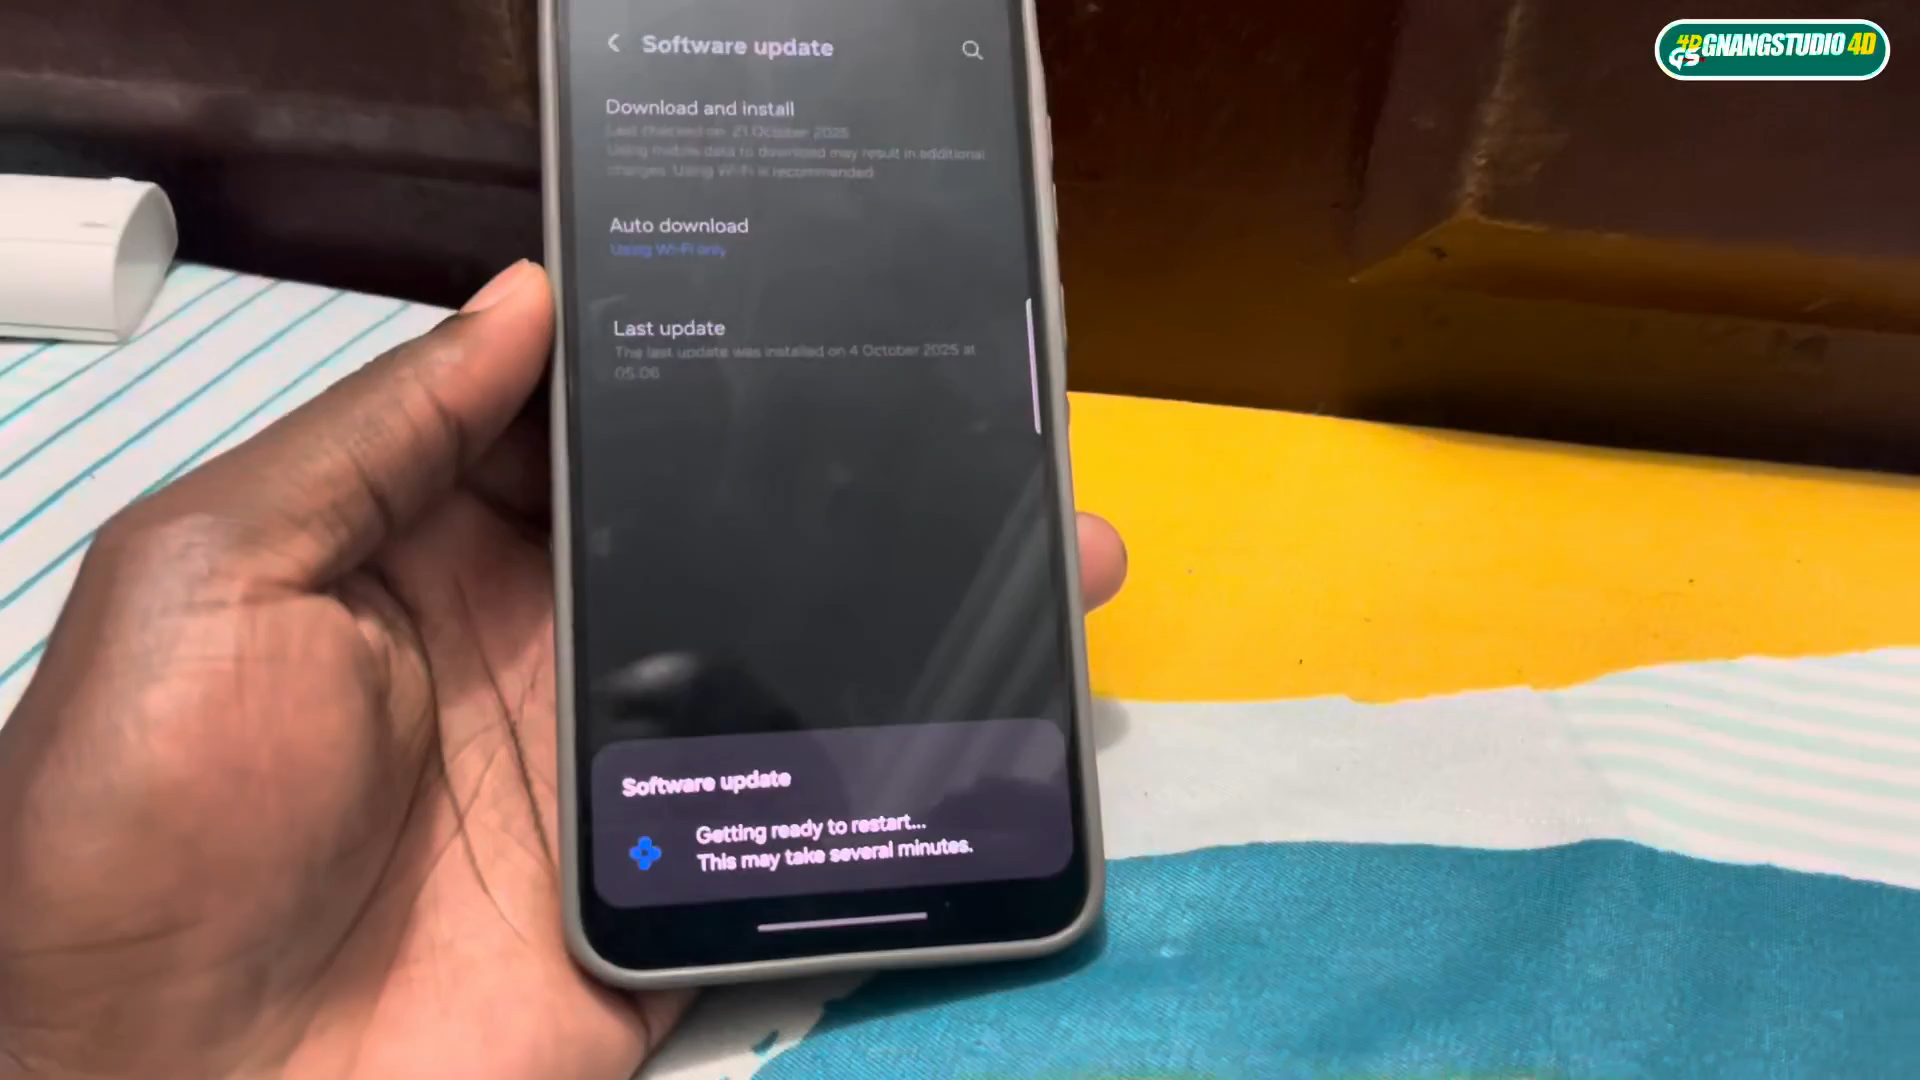 4D
GS GNANGSTUDIO 4D
Software update
Download and install
Last checked on 21 October 2025
Using mobile data to download may result in additional
charges. Using Wi-Fi is recommended
Auto download
Using Wi-Fi only
Last update
The last update was installed on 4 October 2025 at
05:06
Software update
Getting ready to restart...
This may take several minutes.